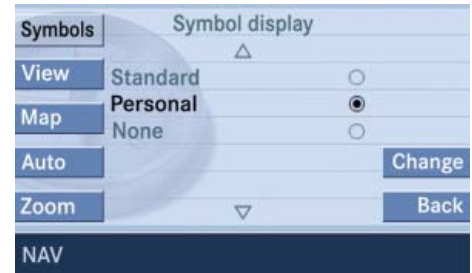 Symbols
Symbol display
View
Standard
Personal
Map
None
Auto
Change
Zoom
Back
NAV